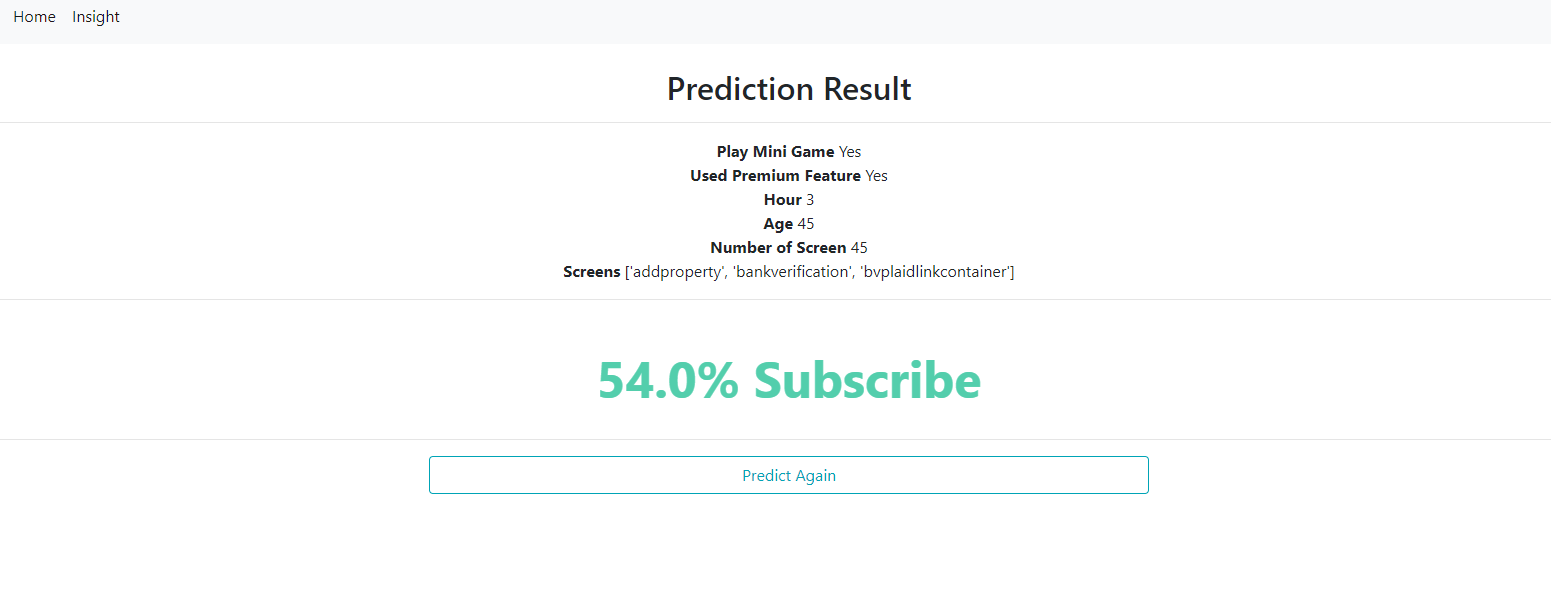 Home Insight
Prediction Result
Play Mini Game Yes
Used Premium Feature Yes
Hour 3
Age 45
Number of Screen 45
Screens ['addproperty', 'bankverification', 'bvplaidlinkcontainer']
54.0% Subscribe
Predict Again